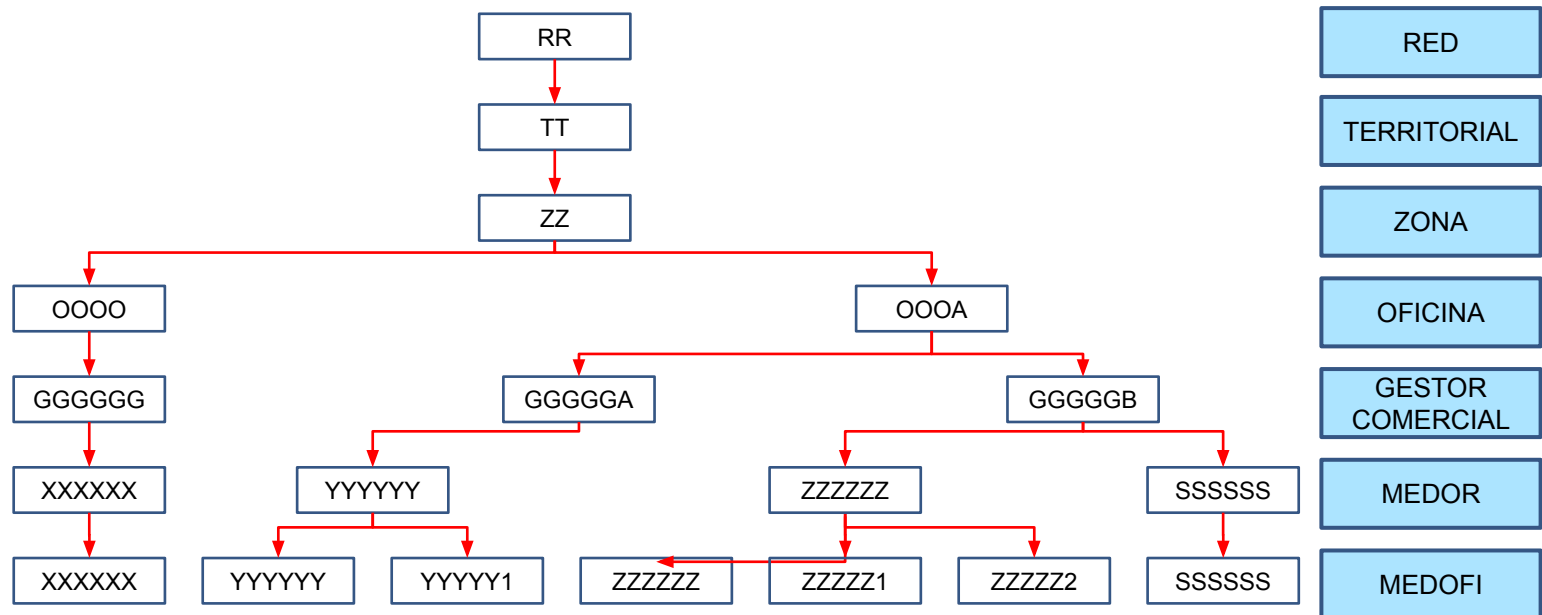 RR
RED
TT
TERRITORIAL
ZZ
ZONA
OOOO
OOOA
OFICINA
GGGGGG
GGGGGA
GGGGGB
GESTOR
COMERCIAL
XXXXXX
YYYYYY
ZZZZZZ
SSSSSS
MEDOR
XXXXXX
YYYYYY
YYYYY1
ZZZZZZ
ZZZZZ1
ZZZZZ2
SSSSSS
MEDOFI